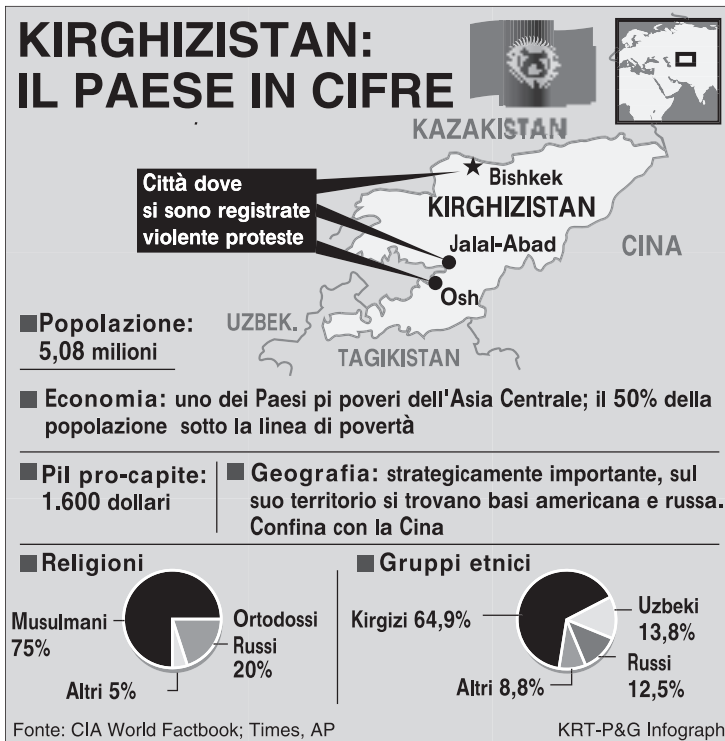 KIRGHIZISTAN:
IL PAESE IN CIFRE
KAZAKISTAN
Città dove
si sono registrate
violente proteste
Bishkek
KIRGHIZISTAN
Jalal-Abad
CINA
Osh
UZBEK.
TAGIKISTAN
Popolazione:
5,08 milioni
Economia: uno dei Paesi pi poveri dell'Asia Centrale; il 50% della
popolazione sotto la linea di povertà
Pil pro-capite:
1.600 dollari
Geografia: strategicamente importante, sul
suo territorio si trovano basi americana e russa.
Confina con la Cina
Religioni
Musulmani
75%
Ortodossi
Russi
20%
Altri 5%
Gruppi etnici
Kirgizi 64,9%
Uzbeki
13,8%
Russi
12,5%
Altri 8,8%
Fonte: CIA World Factbook; Times, AP
KRT-P&G Infograph